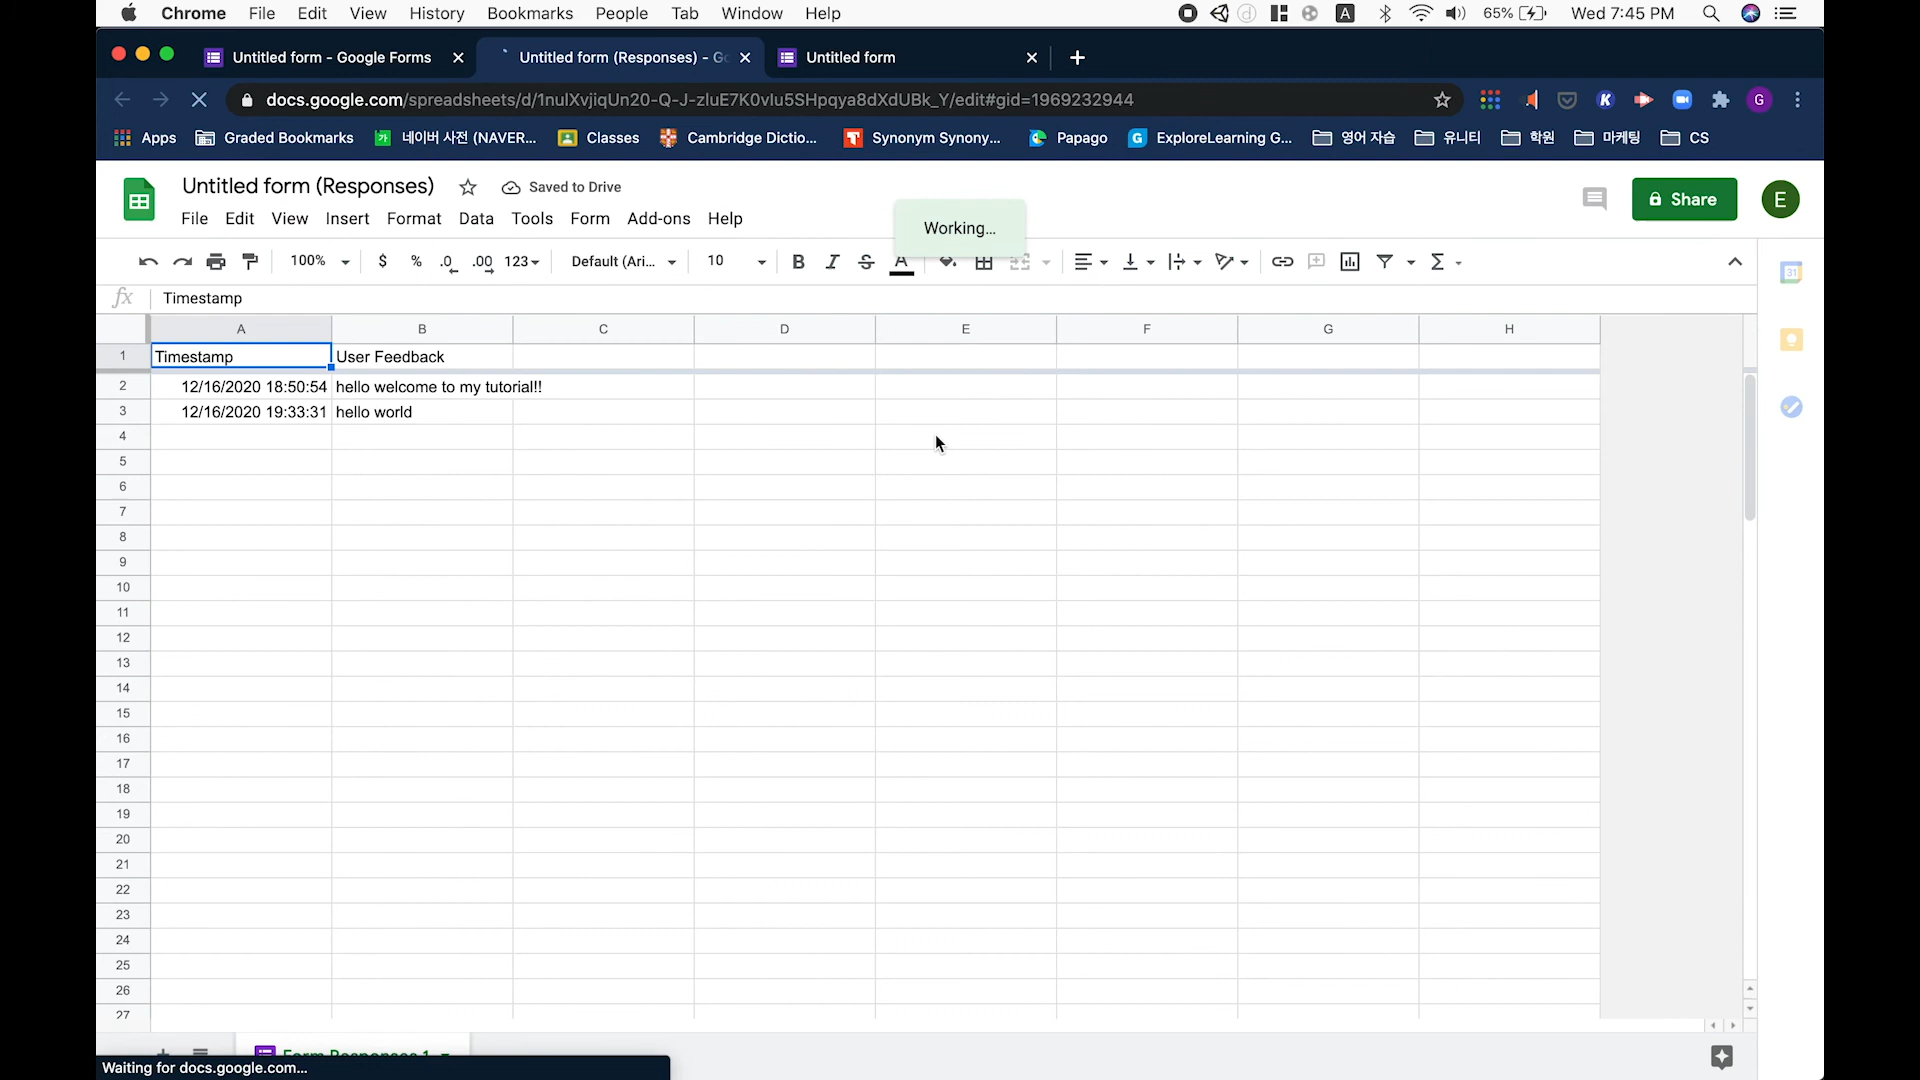 Chrome File Edit View History Bookmarks People Tab Window Help A 65% Wed 7:45 PM
Untitled form - Google Forms Untitled form (Responses) - Go Untitled form
docs.google.com/spreadsheets/d/1nulXvjiqUn20-Q-J-zluE7K0vlu5SHpqya8dXdUBk_Y/edit#gid=1969232944 G
Apps Graded Bookmarks 네이버 사전 (NAVER... Classes Cambridge Dictio... Synonym Synony... Papago ExploreLearning G... 영어 자습 유니티 학원 마케팅 CS
Untitled form (Responses) Saved to Drive Share E
File Edit View Insert Format Data Tools Form Add-ons Help
Working...
100% $ % .0 .00 123 Default (Ari... 10 B I S A Σ 31
fx Timestamp
A B C D E F G H
1 Timestamp User Feedback
2 12/16/2020 18:50:54 hello welcome to my tutorial!!
3 12/16/2020 19:33:31 hello world
4
5
6
7
8
9
10
11
12
13
14
15
16
17
18
19
20
21
22
23
24
25
26
27
Form Responses 1
Waiting for docs.google.com...